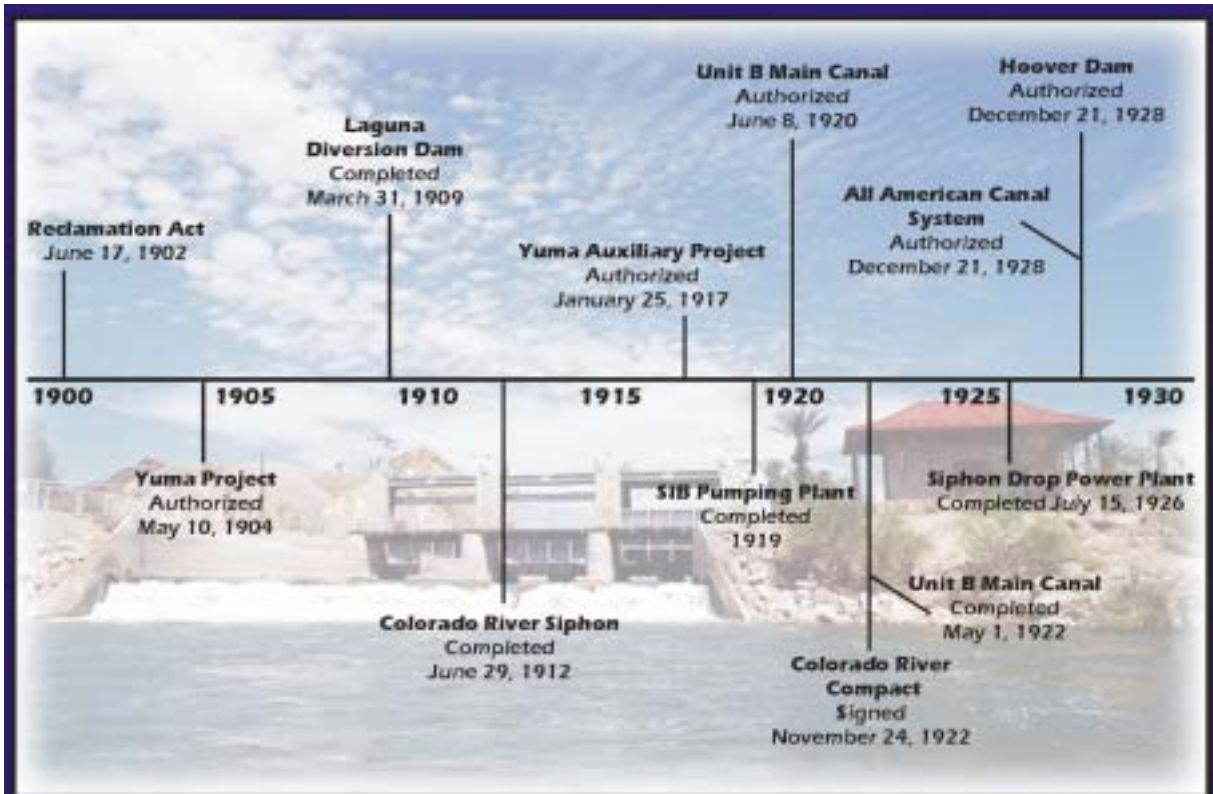 Unit B Main Canal
Authorized
June 8, 1920
Hoover Dam
Authorized
December 21, 1928
Laguna
Diversion Dam
Completed
March 31, 1909
All American Canal
System
Authorized
December 21, 1928
Reclamation Act
June 17, 1902
Yuma Auxiliary Project
Authorized
January 25, 1917
1900 1905 1910 1915 1920 1925 1930
Yuma Project
Authorized
May 10, 1904
SIB Pumping Plant
Completed
1919
Siphon Drop Power Plant
Completed July 15, 1926
Unit B Main Canal
Completed
May 1, 1922
Colorado River Siphon
Completed
June 29, 1912
Colorado River
Compact
Signed
November 24, 1922